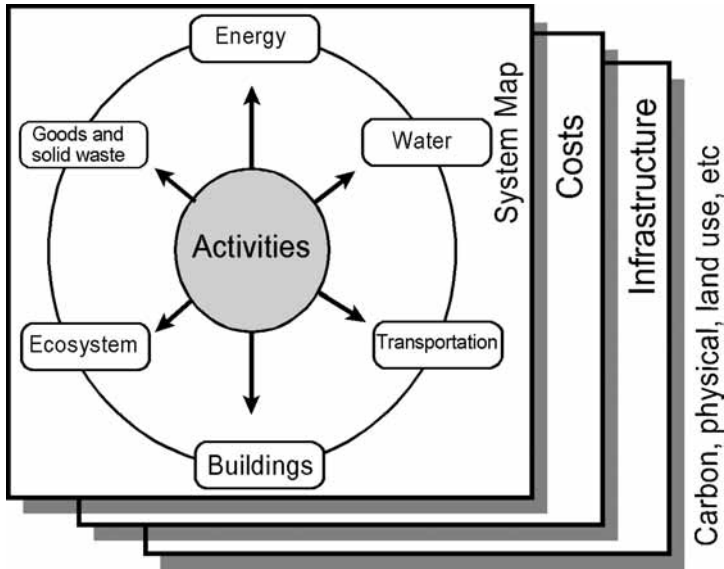 Energy
Goods and
solid waste
Water
Activities
Ecosystem
Transportation
Buildings
System Map
Costs
Infrastructure
Carbon, physical, land use, etc